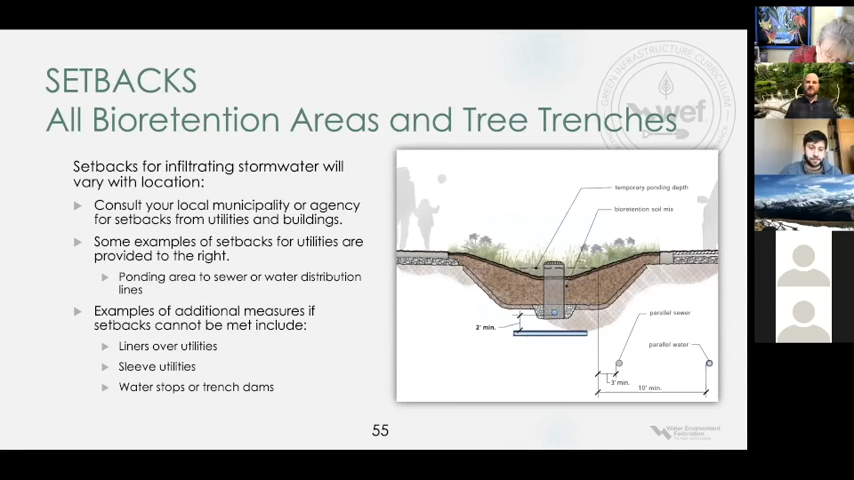 SETBACKS
All Bioretention Areas and Tree Trenches
GREEN INFRASTRUCTURE CURRICULUM
wef
Setbacks for infiltrating stormwater will
vary with location:
Consult your local municipality or agency
for setbacks from utilities and buildings.
Some examples of setbacks for utilities are
provided to the right.
Ponding area to sewer or water distribution
lines
Examples of additional measures if
setbacks cannot be met include:
Liners over utilities
Sleeve utilities
Water stops or trench dams
temporary ponding depth
bioretention soil mix
2' min.
parallel sewer
parallel water
3' min.
10' min.
55
Water Environment
Federation